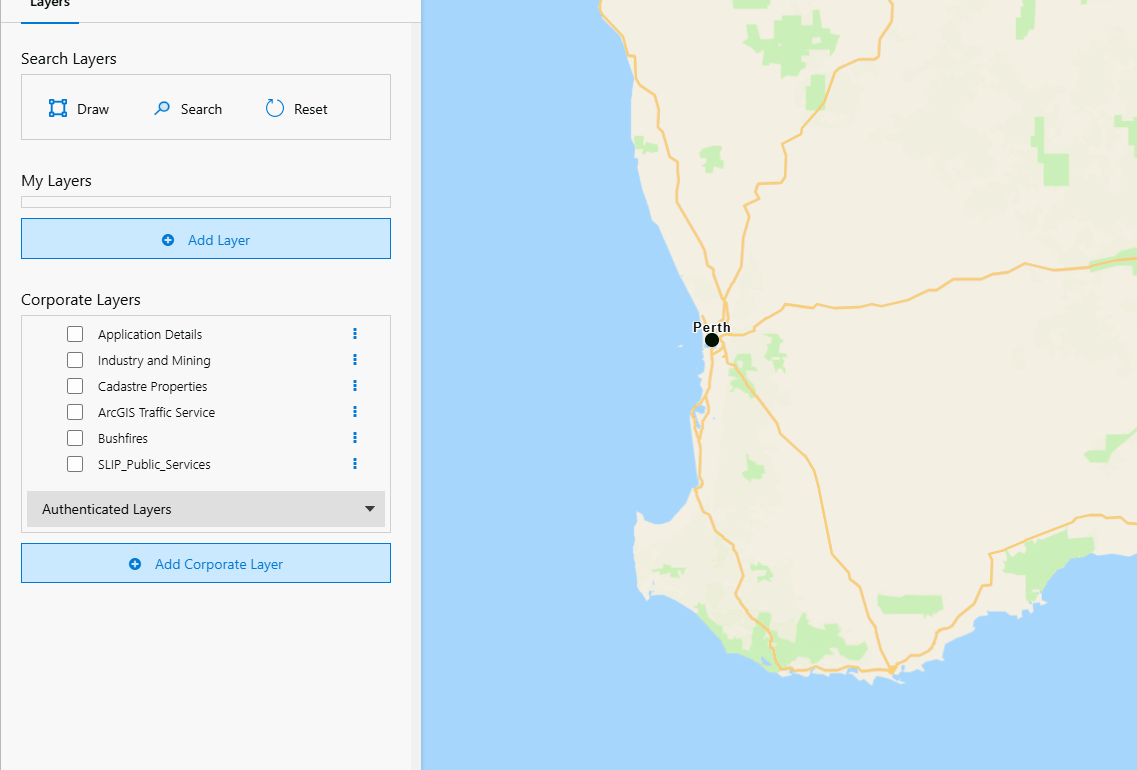 Layers
Search Layers
Draw
Search
Reset
My Layers
Add Layer
Corporate Layers
Application Details
Industry and Mining
Cadastre Properties
ArcGIS Traffic Service
Bushfires
SLIP_Public_Services
Authenticated Layers
Add Corporate Layer
Perth